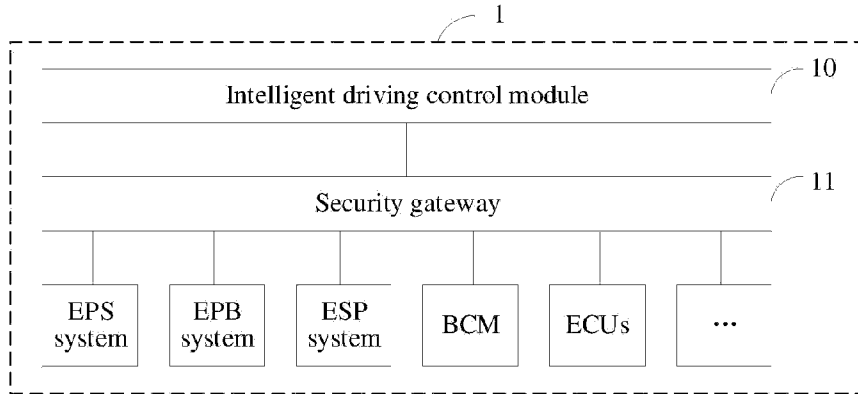 1
10
Intelligent driving control module
11
Security gateway
EPS
system
EPB
system
ESP
system
BCM
ECUs
...